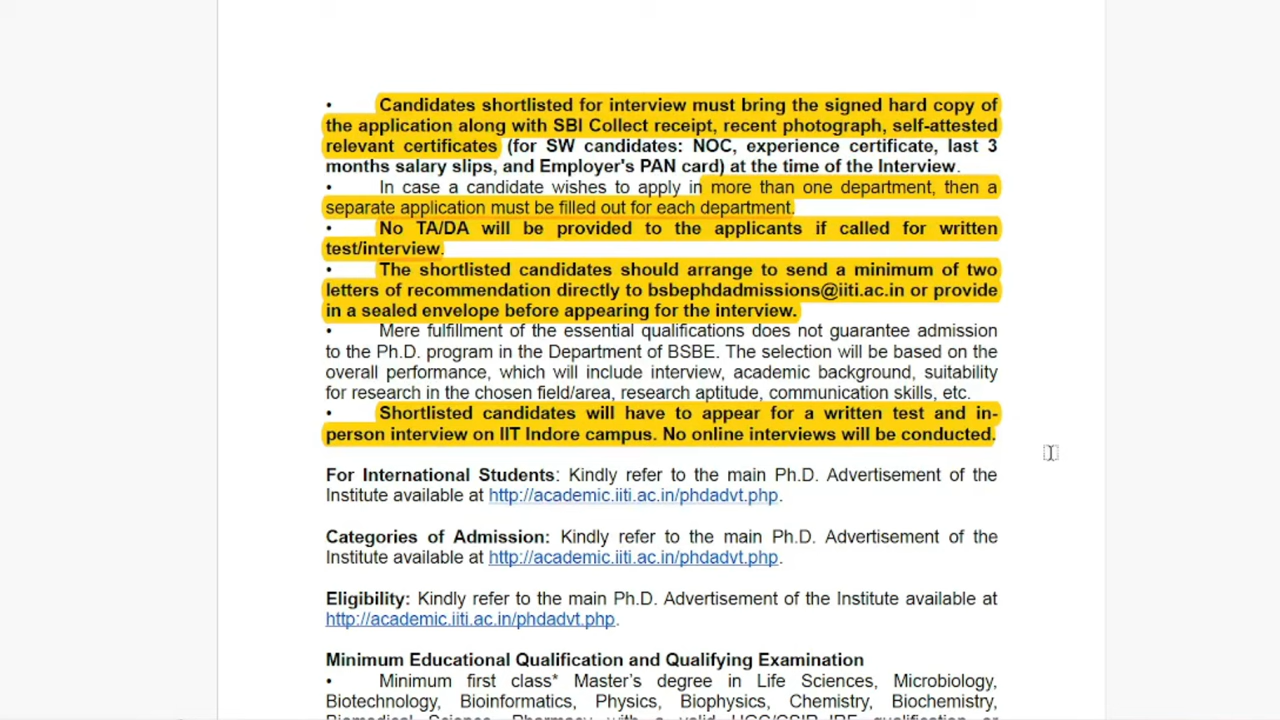 • Candidates shortlisted for interview must bring the signed hard copy of
the application along with SBI Collect receipt, recent photograph, self-attested
relevant certificates (for SW candidates: NOC, experience certificate, last 3
months salary slips, and Employer's PAN card) at the time of the Interview.
• In case a candidate wishes to apply in more than one department, then a
separate application must be filled out for each department.
• No TA/DA will be provided to the applicants if called for written
test/interview.
• The shortlisted candidates should arrange to send a minimum of two
letters of recommendation directly to bsbephdadmissions@iiti.ac.in or provide
in a sealed envelope before appearing for the interview.
• Mere fulfillment of the essential qualifications does not guarantee admission
to the Ph.D. program in the Department of BSBE. The selection will be based on the
overall performance, which will include interview, academic background, suitability
for research in the chosen field/area, research aptitude, communication skills, etc.
• Shortlisted candidates will have to appear for a written test and in-
person interview on IIT Indore campus. No online interviews will be conducted.
For International Students: Kindly refer to the main Ph.D. Advertisement of the
Institute available at http://academic.iiti.ac.in/phdadvt.php.
Categories of Admission: Kindly refer to the main Ph.D. Advertisement of the
Institute available at http://academic.iiti.ac.in/phdadvt.php.
Eligibility: Kindly refer to the main Ph.D. Advertisement of the Institute available at
http://academic.iiti.ac.in/phdadvt.php.
Minimum Educational Qualification and Qualifying Examination
• Minimum first class* Master's degree in Life Sciences, Microbiology,
Biotechnology, Bioinformatics, Physics, Biophysics, Chemistry, Biochemistry,
Biomedical Science, Pharmacy with a valid UGC/CSIR-JRF qualification or